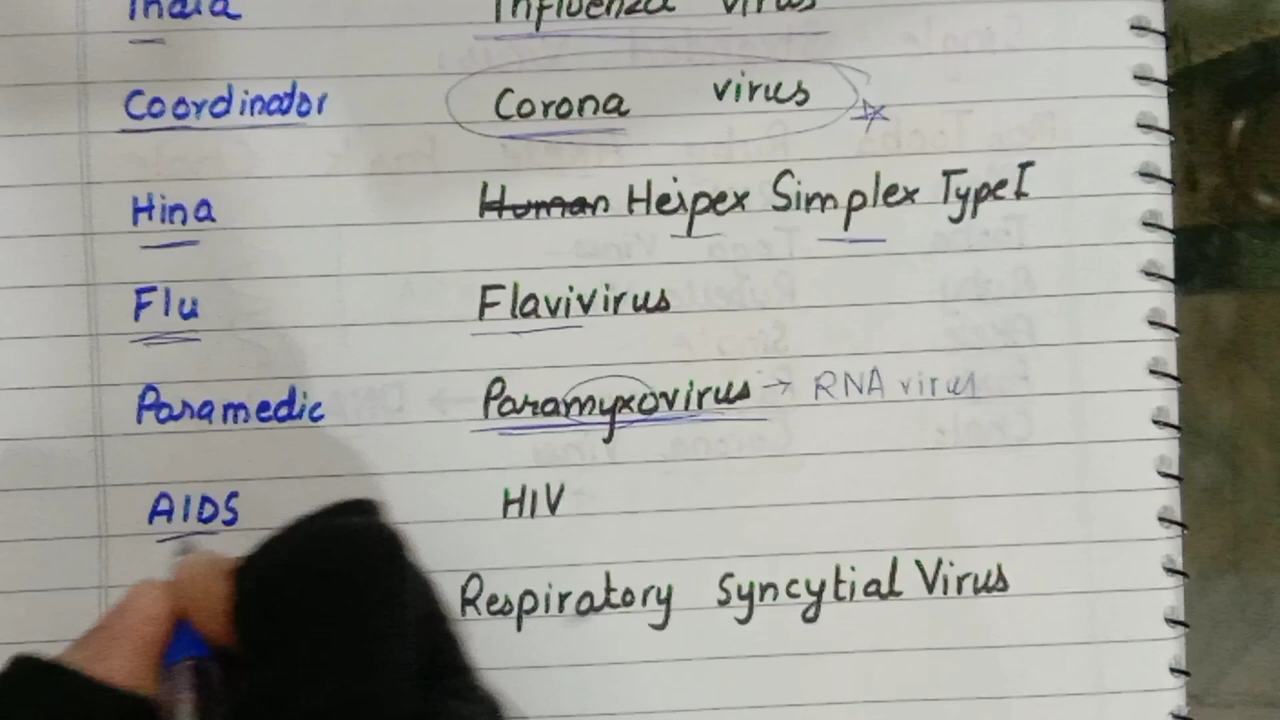 India Influenza virus
Coordinator Corona virus
Hina Human Herpex Simplex Type I
Flu Flavivirus
Paramedic Paramyxovirus → RNA virus
AIDS HIV
Respiratory Syncytial Virus